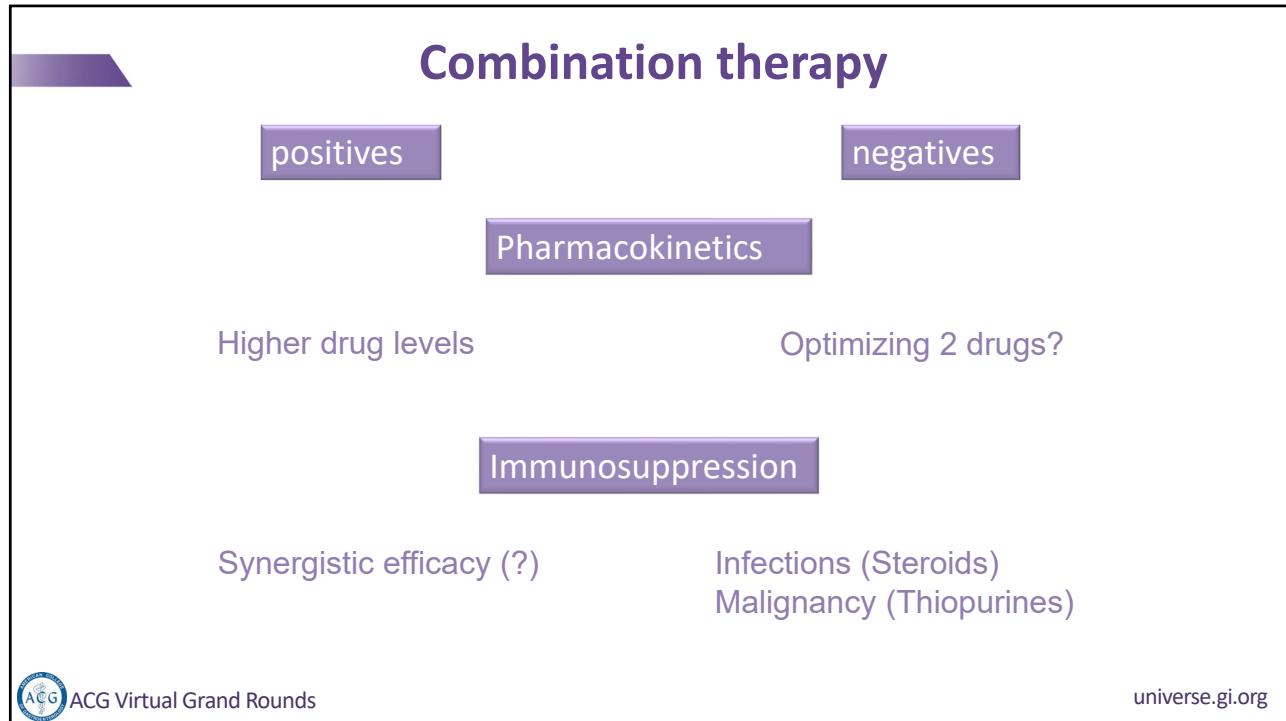 Combination therapy
positives
negatives
Pharmacokinetics
Higher drug levels
Optimizing 2 drugs?
Immunosuppression
Synergistic efficacy (?)
Infections (Steroids)
Malignancy (Thiopurines)
ACG
ACG Virtual Grand Rounds
universe.gi.org